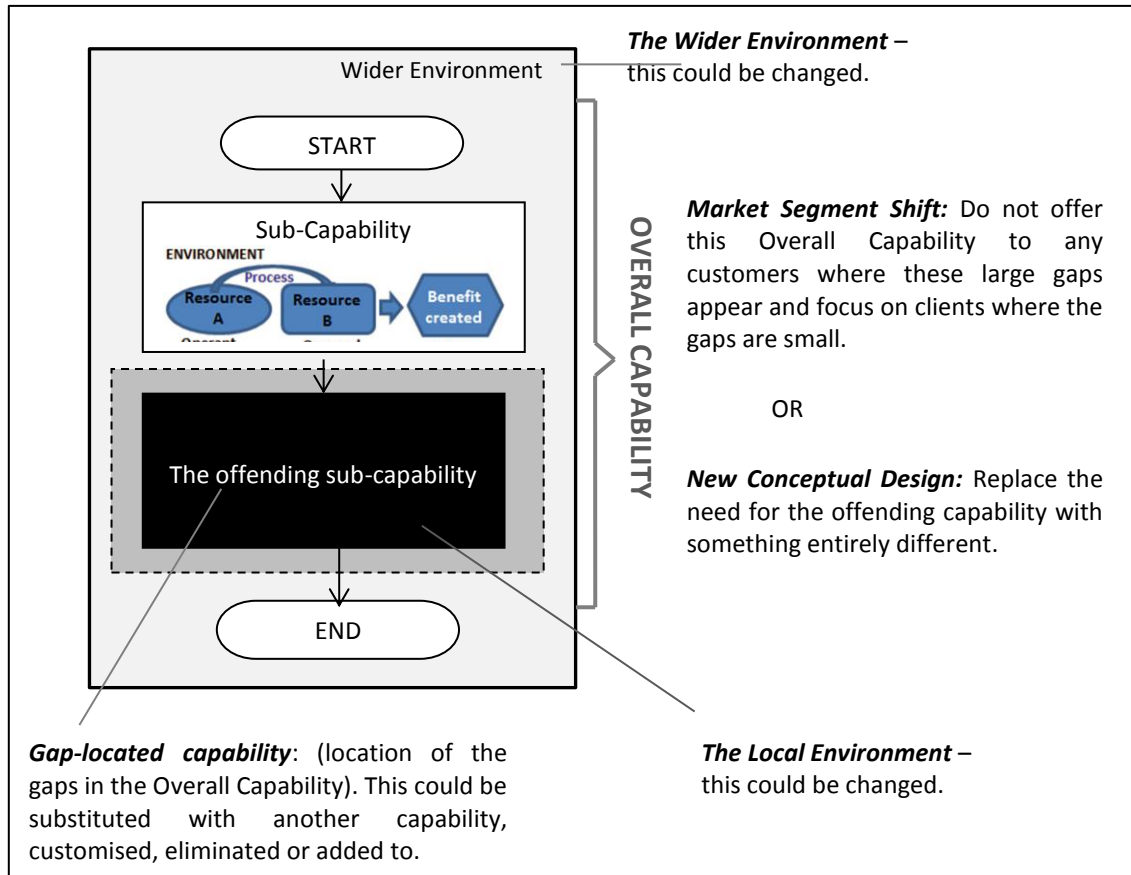 The Wider Environment –
this could be changed.
Wider Environment
START
Sub-Capability
ENVIRONMENT
Process
Resource
A
Resource
B
Benefit
created
OVERALL CAPABILITY
Market Segment Shift: Do not offer
this Overall Capability to any
customers where these large gaps
appear and focus on clients where the
gaps are small.
OR
New Conceptual Design: Replace the
need for the offending capability with
something entirely different.
The offending sub-capability
END
Gap-located capability: (location of the
gaps in the Overall Capability). This could be
substituted with another capability,
customised, eliminated or added to.
The Local Environment –
this could be changed.